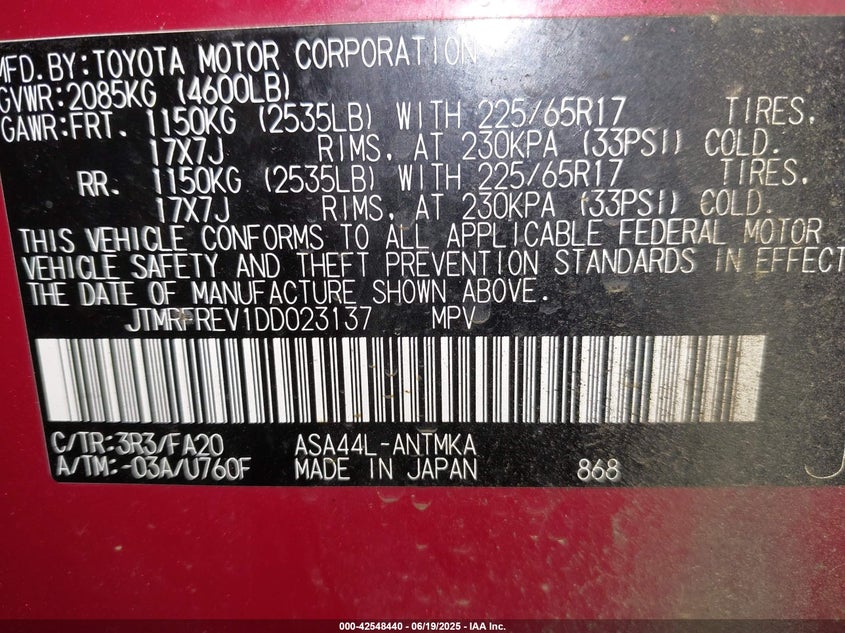 MFD.BY:TOYOTA MOTOR CORPORATION
GVWR:2085KG (4600LB)
GAWR:FRT. 1150KG (2535LB) WITH 225/65R17 TIRES,
17X7J RIMS, AT 230KPA (33PSI) COLD.
RR. 1150KG (2535LB) WITH 225/65R17 TIRES,
17X7J RIMS, AT 230KPA (33PSI) COLD.
THIS VEHICLE CONFORMS TO ALL APPLICABLE FEDERAL MOTOR
VEHICLE SAFETY AND THEFT PREVENTION STANDARDS IN EFFECT
THE DATE OF MANUFACTURE SHOWN ABOVE.
JTMRFREV1DD023137 MPV
C/TR:3R3/FA20 ASA44L-ANTMKA
A/TM:-03A/U760F MADE IN JAPAN 868
000-42548440 - 06/19/2025 - IAA Inc.